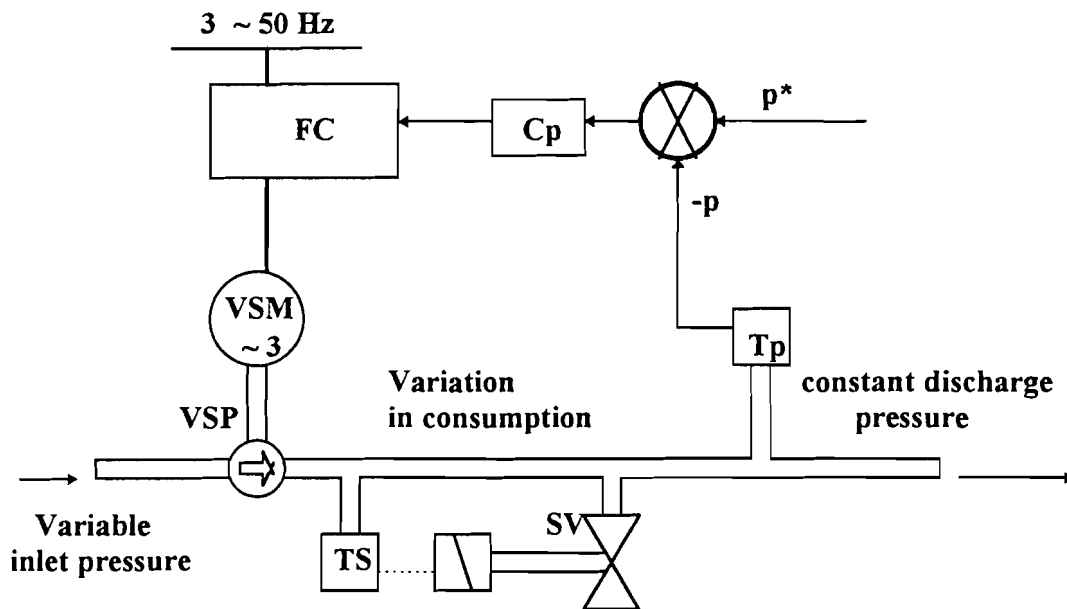 3 ~ 50 Hz
FC
Cp
p*
-p
VSM
~ 3
Tp
VSP
Variation
in consumption
constant discharge
pressure
Variable
inlet pressure
TS
SV